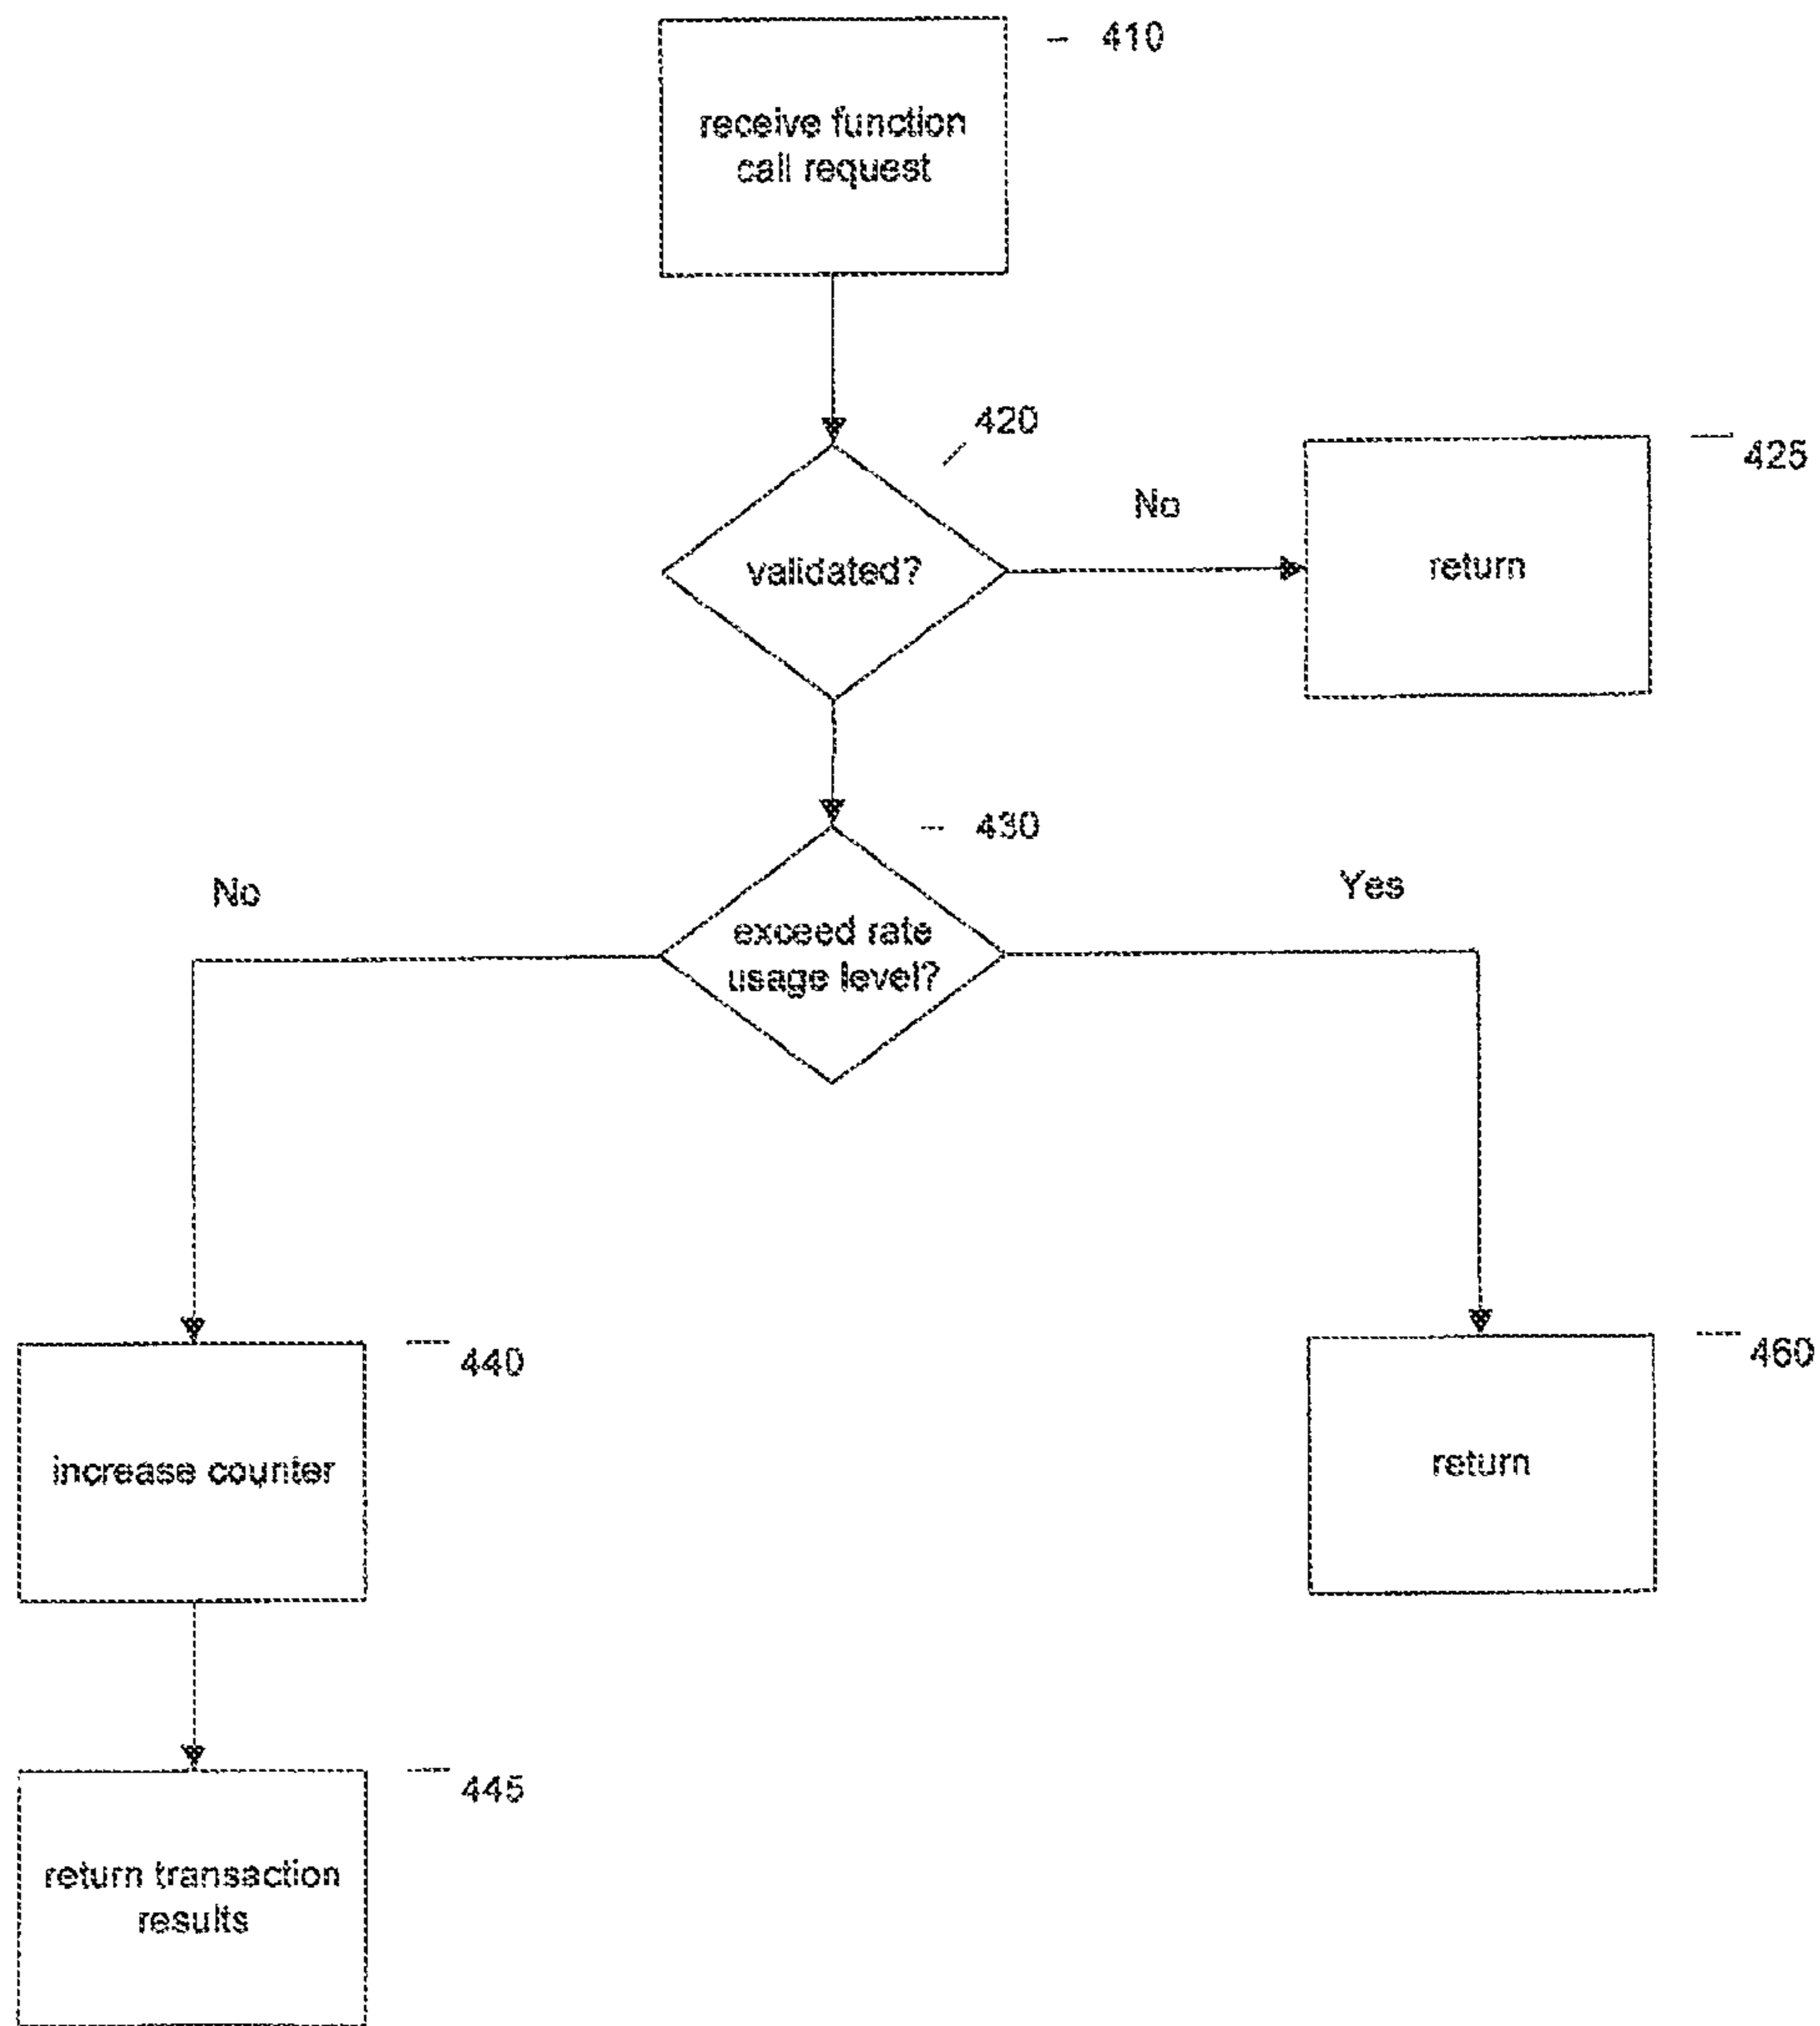 410
receive function
call request
420
No
425
validated?
return
430
No
Yes
exceed rate
usage level?
440
460
increase counter
return
445
return transaction
results